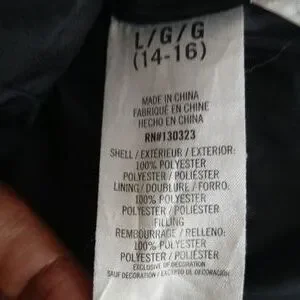 L/G/G
(14-16)
MADE IN CHINA
FABRIQUÉ EN CHINE
HECHO EN CHINA
RN#130323
SHELL / EXTÉRIEUR / EXTERIOR:
100% POLYESTER
POLYESTER / POLIÉSTER
LINING / DOUBLURE / FORRO:
100% POLYESTER
POLYESTER / POLIÉSTER
FILLING
REMBOURRAGE / RELLENO:
100% POLYESTER
POLYESTER / POLIÉSTER
EXCLUSIVE OF DECORATION
SAUF DÉCORATION / EXCEPTO DE DECORACIÓN